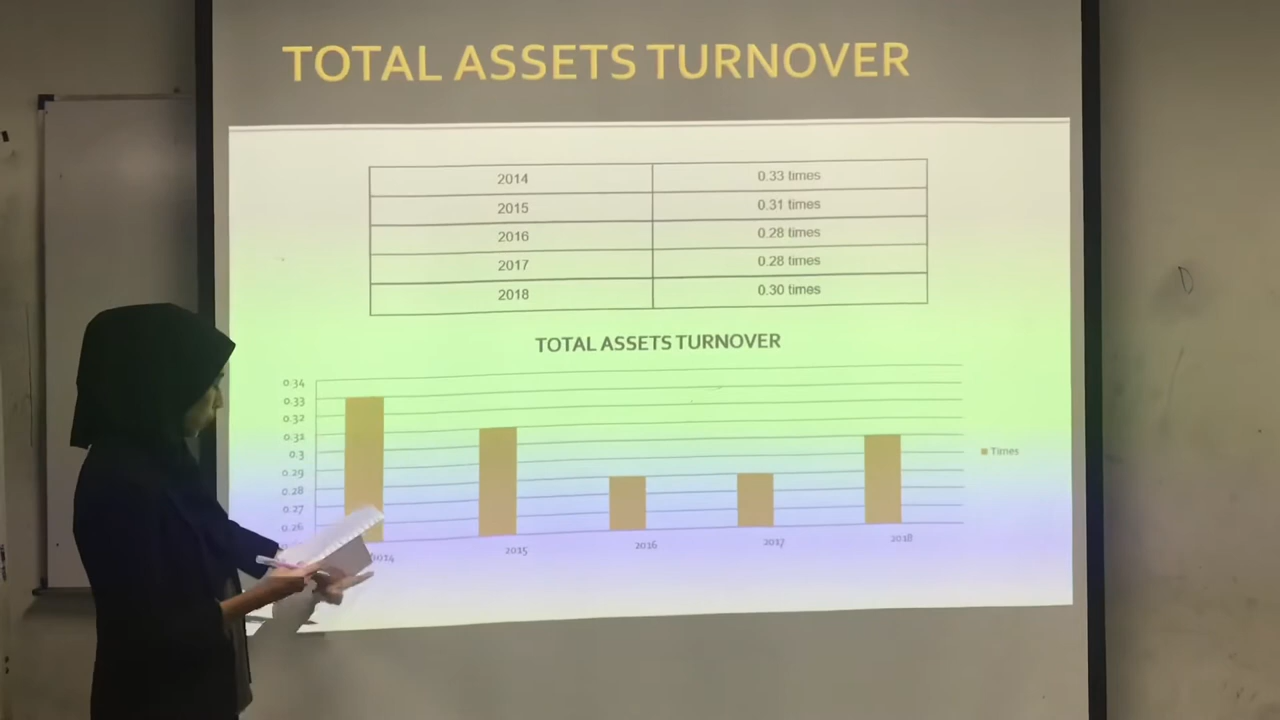 TOTAL ASSETS TURNOVER
2014 0.33 times
2015 0.31 times
2016 0.28 times
2017 0.28 times
2018 0.30 times
TOTAL ASSETS TURNOVER
0.34
0.33
0.32
0.31
0.3
0.29
0.28
0.27
0.26
Times
2015 2016 2017 2018